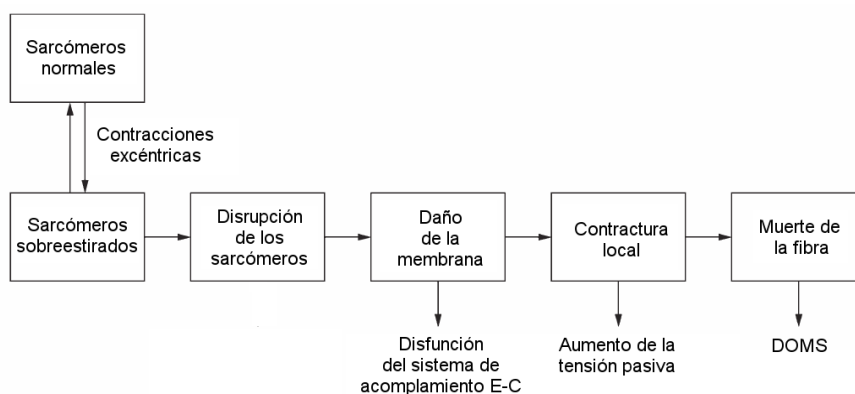 Sarcómeros
normales
Contracciones
excéntricas
Sarcómeros
sobreestirados
Disrupción
de los
sarcómeros
Daño
de la
membrana
Contractura
local
Muerte de
la fibra
Disfunción
del sistema de
acomplamiento E-C
Aumento de la
tensión pasiva
DOMS